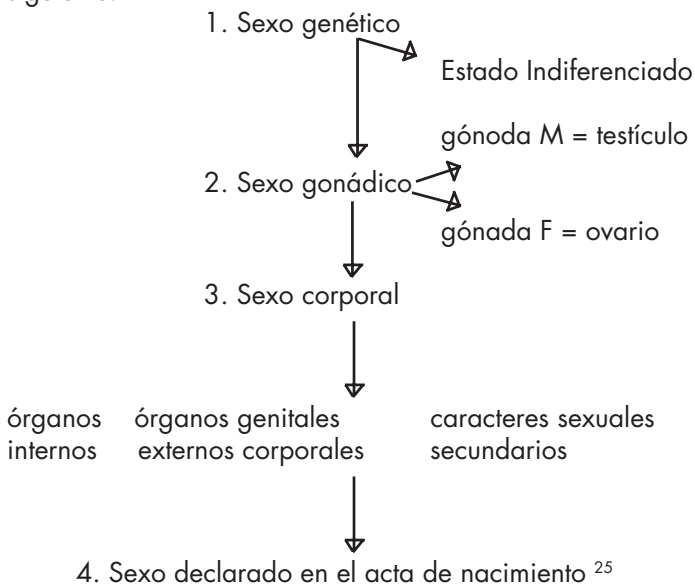 1. Sexo genético
Estado Indiferenciado
gónoda M = testículo
2. Sexo gonádico
gónada F = ovario
3. Sexo corporal
órganos órganos genitales caracteres sexuales
internos externos corporales secundarios
4. Sexo declarado en el acta de nacimiento 25